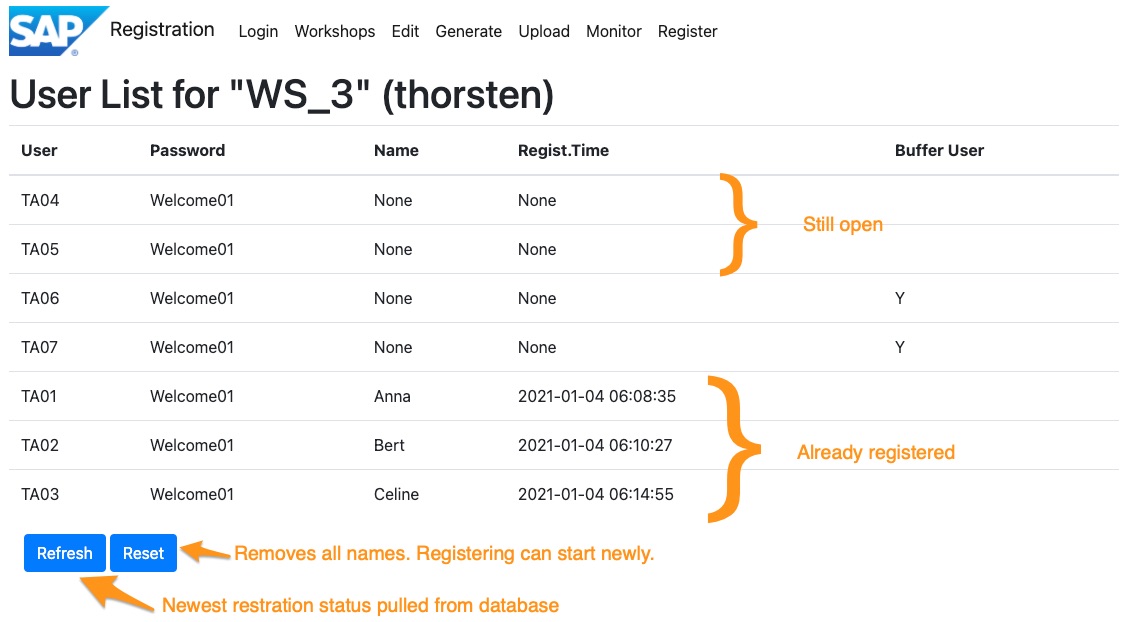 SAP ® Registration Login Workshops Edit Generate Upload Monitor Register
User List for "WS_3" (thorsten)
User Password Name Regist.Time Buffer User
TA04 Welcome01 None None
Still open
TA05 Welcome01 None None
TA06 Welcome01 None None Y
TA07 Welcome01 None None Y
TA01 Welcome01 Anna 2021-01-04 06:08:35
TA02 Welcome01 Bert 2021-01-04 06:10:27
Already registered
TA03 Welcome01 Celine 2021-01-04 06:14:55
Refresh Reset Removes all names. Registering can start newly.
Newest restration status pulled from database